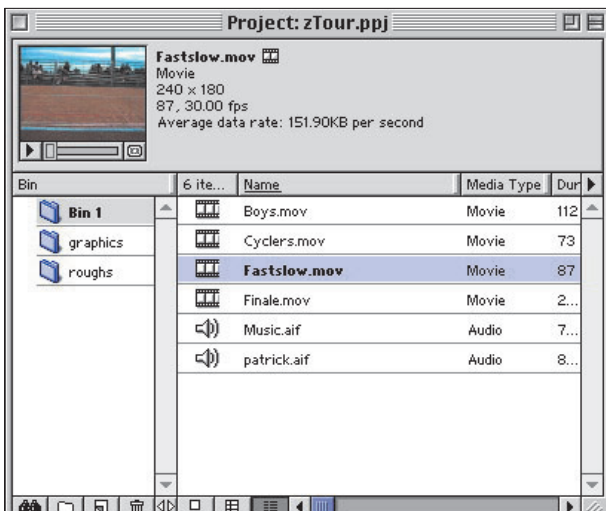 Project: zTour.ppj
Fastslow.mov
Movie
240 × 180
87, 30.00 fps
Average data rate: 151.90KB per second
Bin 6 ite... Name Media Type Dur
Bin 1
graphics
roughs
Boys.mov Movie 112
Cyclers.mov Movie 73
Fastslow.mov Movie 87
Finale.mov Movie 2...
Music.aif Audio 7...
patrick.aif Audio 8...